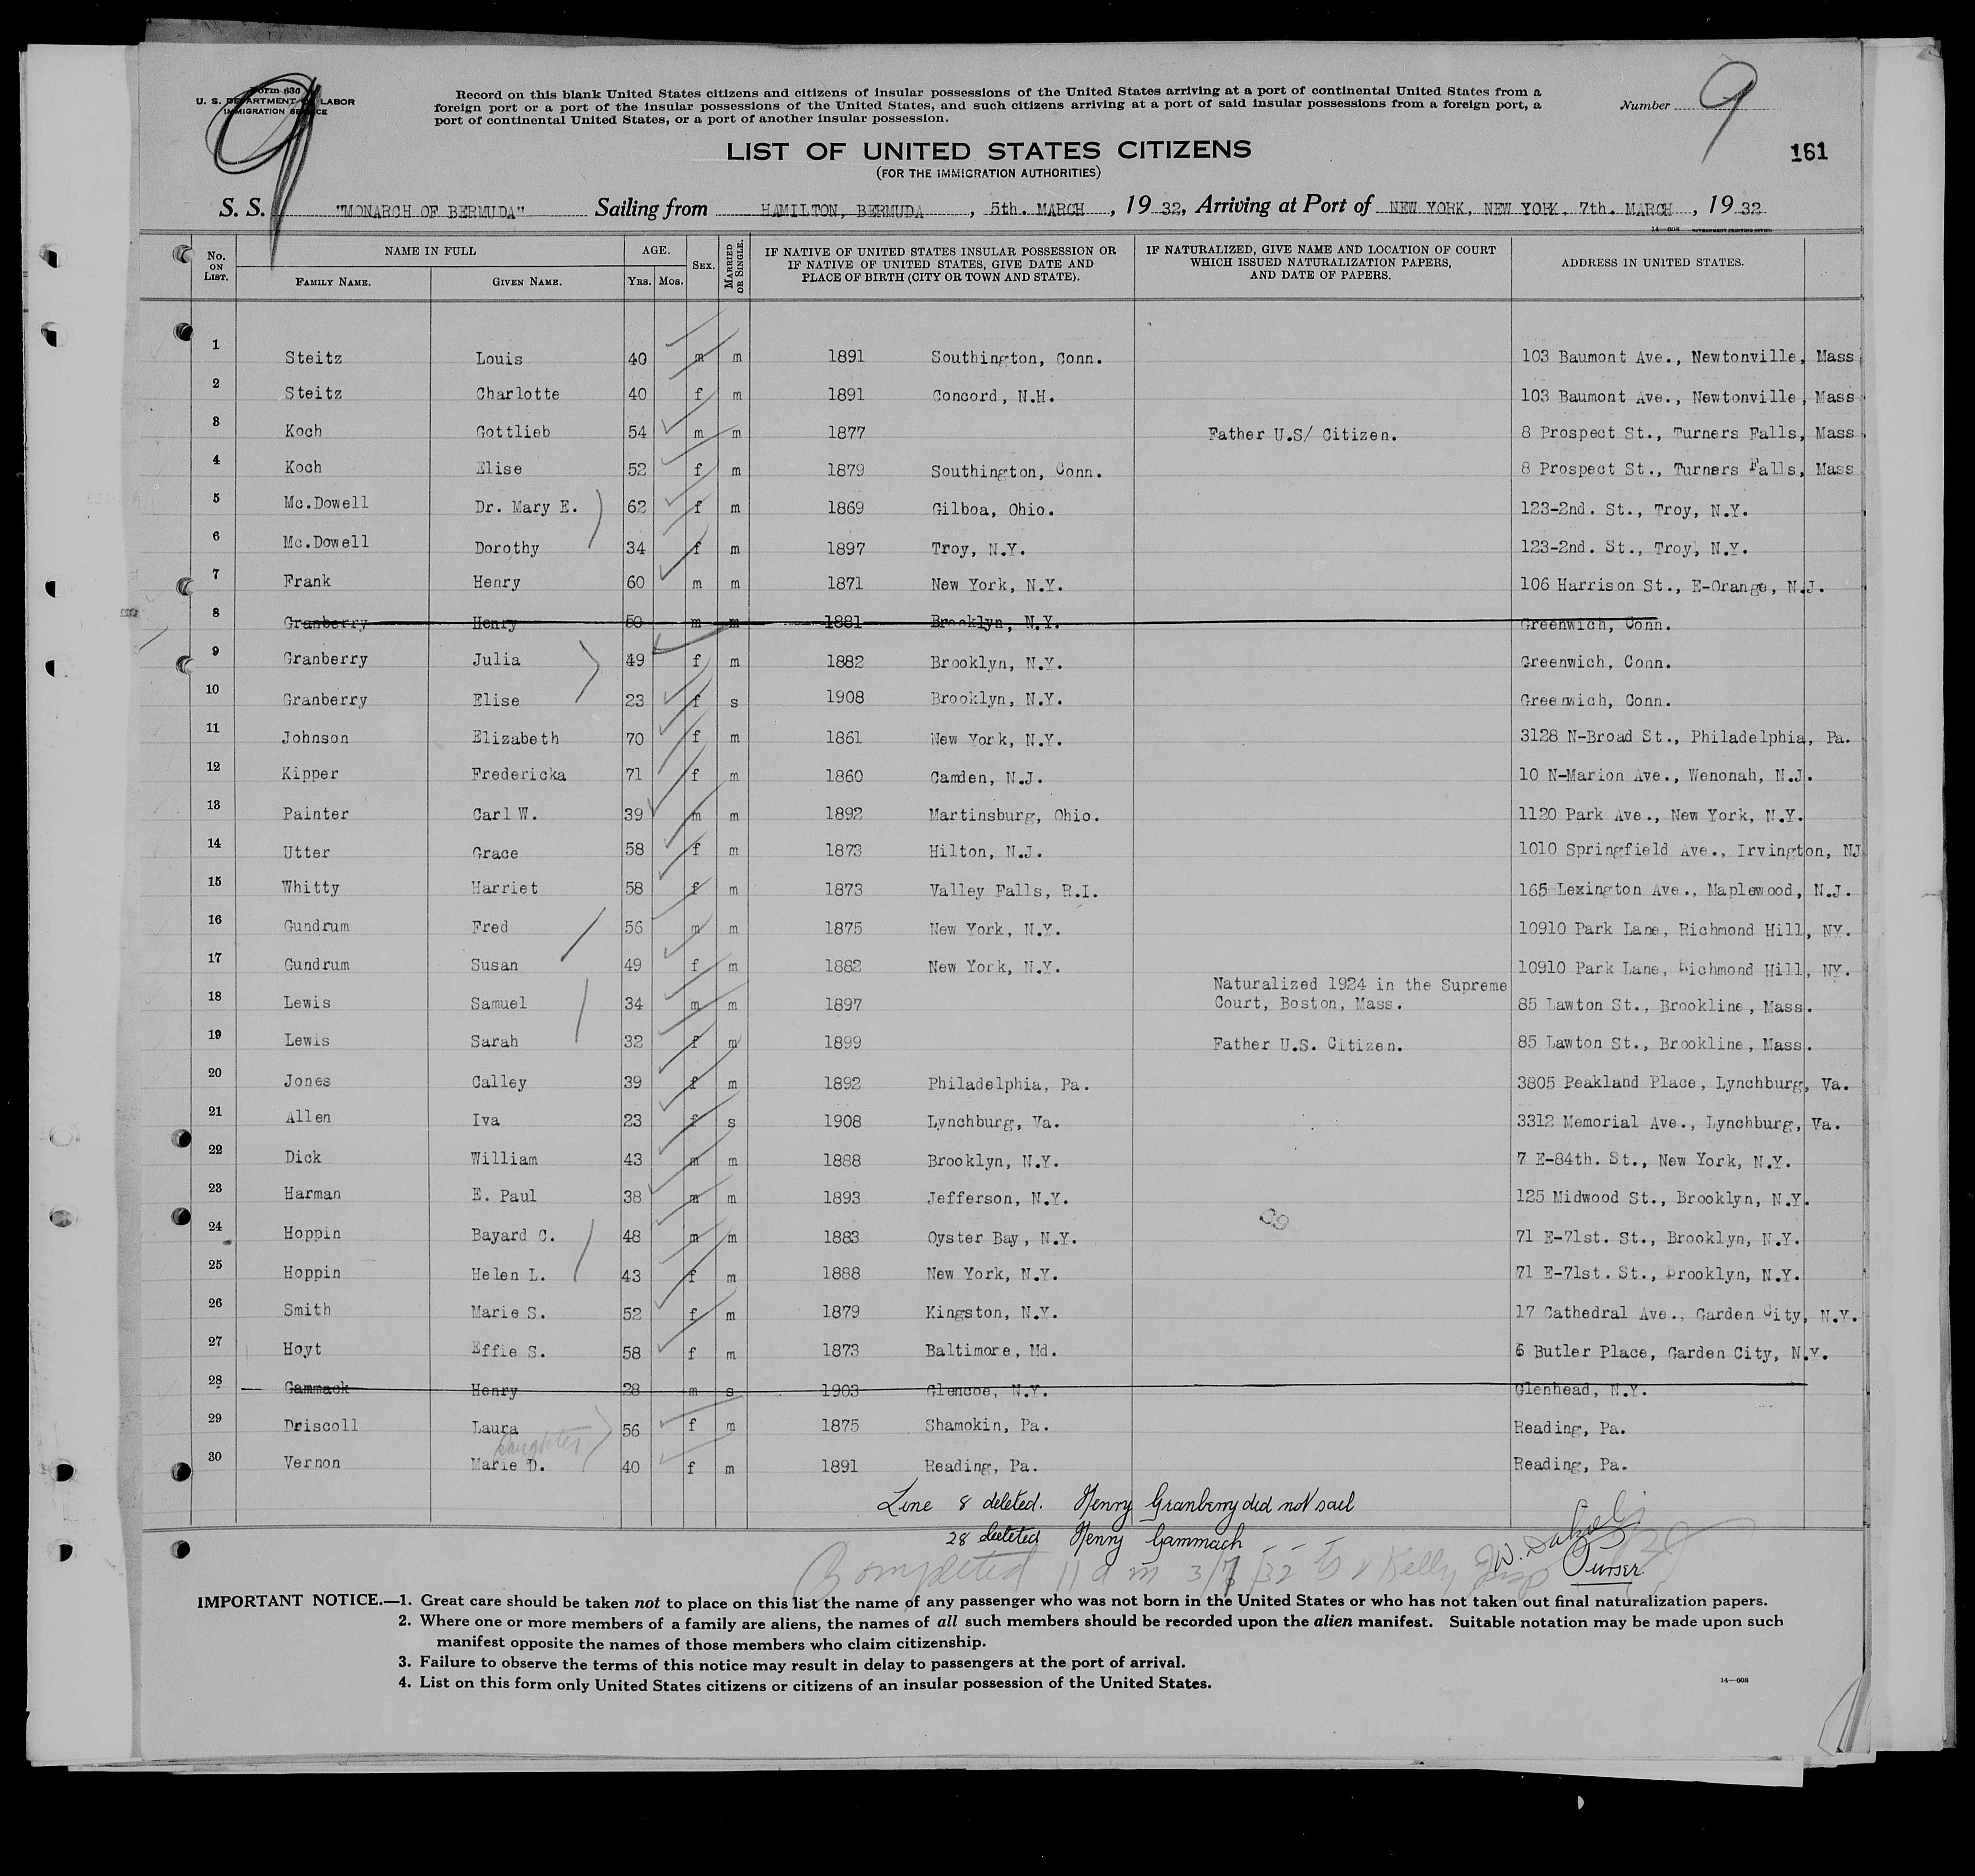 Form 630
U. S. DEPARTMENT OF LABOR
IMMIGRATION SERVICE
9
Record on this blank United States citizens and citizens of insular possessions of the United States arriving at a port of continental United States from a
foreign port or a port of the insular possessions of the United States, and such citizens arriving at a port of said insular possessions from a foreign port, a
port of continental United States, or a port of another insular possession.
Number 9
161
LIST OF UNITED STATES CITIZENS
(FOR THE IMMIGRATION AUTHORITIES)
S. S. "MONARCH OF BERMUDA" Sailing from HAMILTON, BERMUDA, 5th. MARCH, 1932, Arriving at Port of NEW YORK, NEW YORK. 7th. MARCH, 1932
14—608 GOVERNMENT PRINTING OFFICE
No. ON LIST. NAME IN FULL FAMILY NAME. GIVEN NAME. AGE. YRS. MOS. SEX. MARRIED OR SINGLE. IF NATIVE OF UNITED STATES INSULAR POSSESSION OR IF NATIVE OF UNITED STATES, GIVE DATE AND PLACE OF BIRTH (CITY OR TOWN AND STATE). IF NATURALIZED, GIVE NAME AND LOCATION OF COURT WHICH ISSUED NATURALIZATION PAPERS, AND DATE OF PAPERS. ADDRESS IN UNITED STATES.
1 Steitz Louis 40 m m 1891 Southington, Conn. 103 Baumont Ave., Newtonville, Mass
2 Steitz Charlotte 40 f m 1891 Concord, N.H. 103 Baumont Ave., Newtonville, Mass
3 Koch Gottlieb 54 m m 1877 Father U.S/ Citizen. 8 Prospect St., Turners Falls, Mass
4 Koch Elise 52 f m 1879 Southington, Conn. 8 Prospect St., Turners Falls, Mass
5 Mc.Dowell Dr. Mary E. 62 f m 1869 Gilboa, Ohio. 123-2nd. St., Troy, N.Y.
6 Mc.Dowell Dorothy 34 f m 1897 Troy, N.Y. 123-2nd. St., Troy, N.Y.
7 Frank Henry 60 m m 1871 New York, N.Y. 106 Harrison St., E-Orange, N.J.
8 Granberry Henry 50 m m 1881 Brooklyn, N.Y. Greenwich, Conn.
9 Granberry Julia 49 f m 1882 Brooklyn, N.Y. Greenwich, Conn.
10 Granberry Elise 23 f s 1908 Brooklyn, N.Y. Greenwich, Conn.
11 Johnson Elizabeth 70 f m 1861 New York, N.Y. 3128 N-Broad St., Philadelphia, Pa.
12 Kipper Fredericka 71 f m 1860 Camden, N.J. 10 N-Marion Ave., Wenonah, N.J.
13 Painter Carl W. 39 m m 1892 Martinsburg, Ohio. 1120 Park Ave., New York, N.Y.
14 Utter Grace 58 f m 1873 Hilton, N.J. 1010 Springfield Ave., Irvington, NJ
15 Whitty Harriet 58 f m 1873 Valley Falls, R.I. 165 Lexington Ave., Maplewood, N.J.
16 Gundrum Fred 56 m m 1875 New York, N.Y. 10910 Park Lane, Richmond Hill, NY.
17 Gundrum Susan 49 f m 1882 New York, N.Y. 10910 Park Lane, Richmond Hill, NY.
18 Lewis Samuel 34 m m 1897 Naturalized 1924 in the Supreme Court, Boston, Mass. 85 Lawton St., Brookline, Mass.
19 Lewis Sarah 32 f m 1899 Father U.S. Citizen. 85 Lawton St., Brookline, Mass.
20 Jones Calley 39 f m 1892 Philadelphia, Pa. 3805 Peakland Place, Lynchburg, Va.
21 Allen Iva 23 f s 1908 Lynchburg, Va. 3312 Memorial Ave., Lynchburg, Va.
22 Dick William 43 m m 1888 Brooklyn, N.Y. 7 E-84th. St., New York, N.Y.
23 Harman E. Paul 38 m m 1893 Jefferson, N.Y. 125 Midwood St., Brooklyn, N.Y.
24 Hoppin Bayard C. 48 m m 1883 Oyster Bay, N.Y. 71 E-71st. St., Brooklyn, N.Y.
25 Hoppin Helen L. 43 f m 1888 New York, N.Y. 71 E-71st. St., Brooklyn, N.Y.
26 Smith Marie S. 52 f m 1879 Kingston, N.Y. 17 Cathedral Ave., Garden City, N.Y.
27 Hoyt Effie S. 58 f m 1873 Baltimore, Md. 6 Butler Place, Garden City, N.Y.
28 Gammack Henry 28 m s 1903 Glencoe, N.Y. Glenhead, N.Y.
29 Driscoll Laura 56 f m 1875 Shamokin, Pa. Reading, Pa.
daughter
30 Vernon Marie D. 40 f m 1891 Reading, Pa. Reading, Pa.
Line 8 deleted. Henry Granberry did not sail
28 deleted Henry Gammach
Purser.
Completed 11 am 3/7/32 Kelly Insp
IMPORTANT NOTICE.—1. Great care should be taken not to place on this list the name of any passenger who was not born in the United States or who has not taken out final naturalization papers.
2. Where one or more members of a family are aliens, the names of all such members should be recorded upon the alien manifest. Suitable notation may be made upon such
manifest opposite the names of those members who claim citizenship.
3. Failure to observe the terms of this notice may result in delay to passengers at the port of arrival.
4. List on this form only United States citizens or citizens of an insular possession of the United States.
14—608